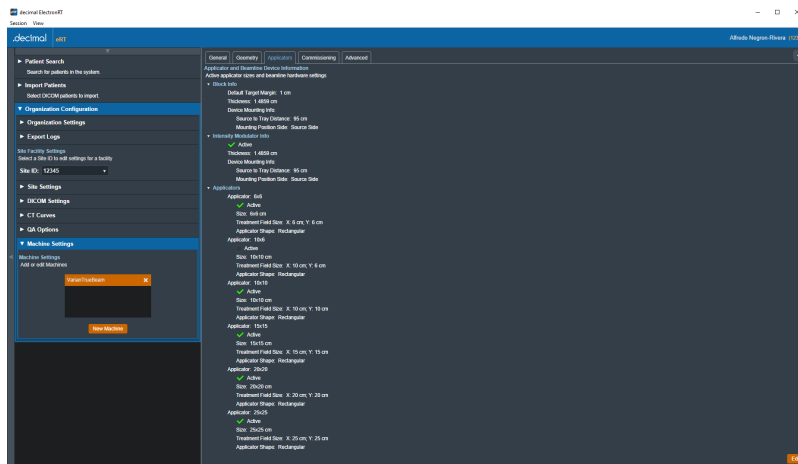 decimal ElectronRT
Session View
.decimal eRT
Alfredo Negron-Rivera (123
Patient Search
Search for patients in the system.
Import Patients
Select DICOM patients to import.
Organization Configuration
Organization Settings
Export Logs
Site Facility Settings
Select a Site ID to edit settings for a facility
Site ID: 12345
Site Settings
DICOM Settings
CT Curves
QA Options
Machine Settings
Machine Settings
Add or edit Machines
VarianTrueBeam
New Machine
General Geometry Applicators Commissioning Advanced
Applicator and Beamline Device Information
Active applicator sizes and beamline hardware settings
Block Info
Default Target Margin: 1 cm
Thickness: 1.4859 cm
Device Mounting Info:
Source to Tray Distance: 95 cm
Mounting Position Side: Source Side
Intensity Modulator Info
Active
Thickness: 1.4859 cm
Device Mounting Info:
Source to Tray Distance: 95 cm
Mounting Position Side: Source Side
Applicators
Applicator: 6x6
Active
Size: 6x6 cm
Treatment Field Size: X: 6 cm; Y: 6 cm
Applicator Shape: Rectangular
Applicator: 10x6
Active
Size: 10x10 cm
Treatment Field Size: X: 10 cm; Y: 6 cm
Applicator Shape: Rectangular
Applicator: 10x10
Active
Size: 10x10 cm
Treatment Field Size: X: 10 cm; Y: 10 cm
Applicator Shape: Rectangular
Applicator: 15x15
Active
Size: 15x15 cm
Treatment Field Size: X: 15 cm; Y: 15 cm
Applicator Shape: Rectangular
Applicator: 20x20
Active
Size: 20x20 cm
Treatment Field Size: X: 20 cm; Y: 20 cm
Applicator Shape: Rectangular
Applicator: 25x25
Active
Size: 25x25 cm
Treatment Field Size: X: 25 cm; Y: 25 cm
Applicator Shape: Rectangular
Ed